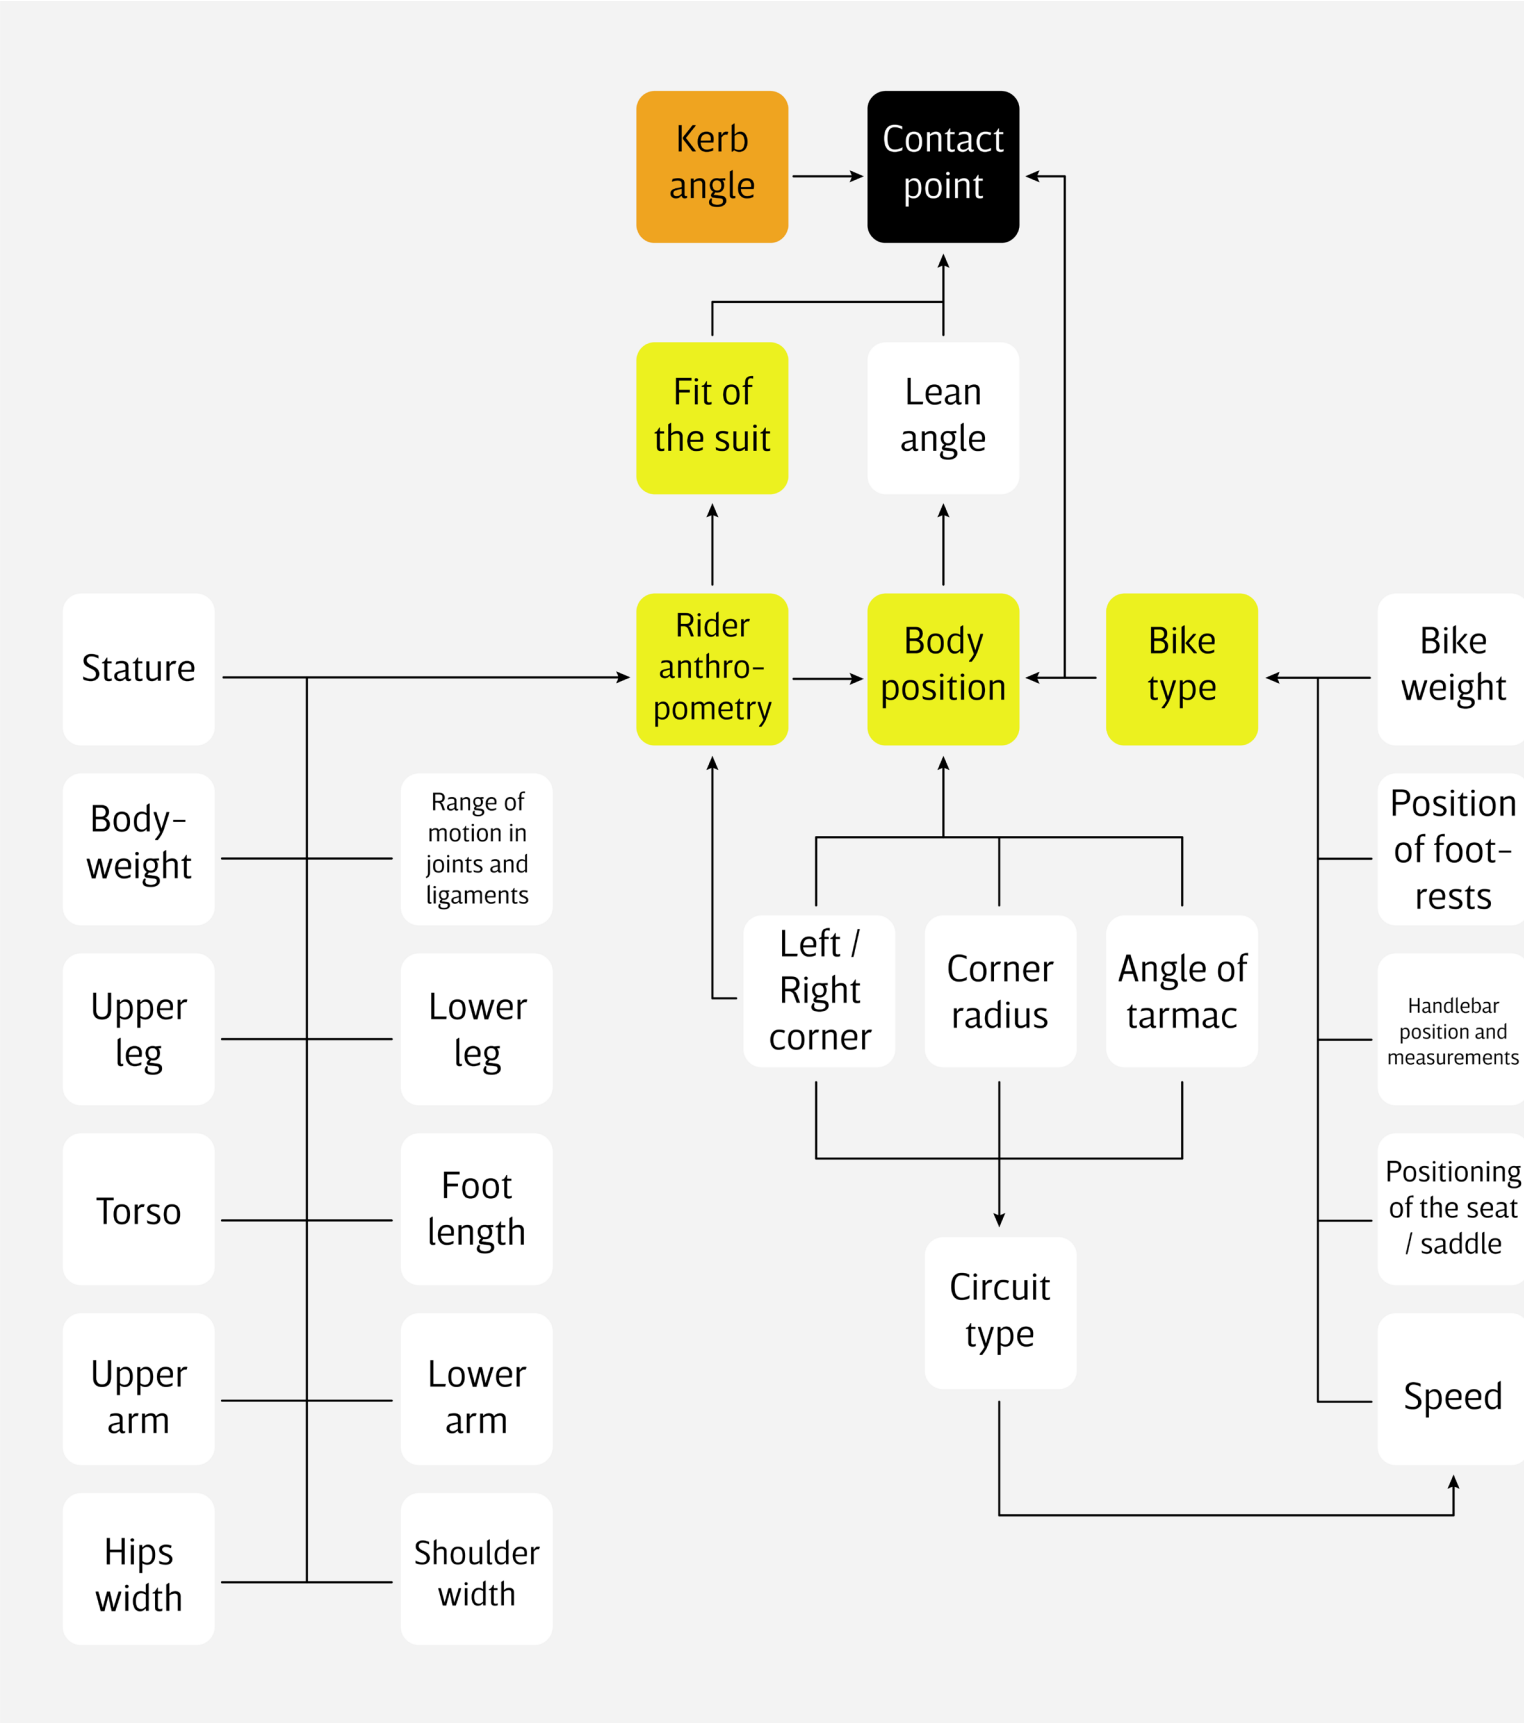 Kerb
angle
Contact
point
Fit of
the suit
Lean
angle
Stature
Rider
anthro-
pometry
Body
position
Bike
type
Bike
weight
Body-
weight
Range of
motion in
joints and
ligaments
Position
of foot-
rests
Left /
Right
corner
Corner
radius
Angle of
tarmac
Upper
leg
Lower
leg
Handlebar
position and
measurements
Torso
Foot
length
Positioning
of the seat
/ saddle
Circuit
type
Upper
arm
Lower
arm
Speed
Hips
width
Shoulder
width